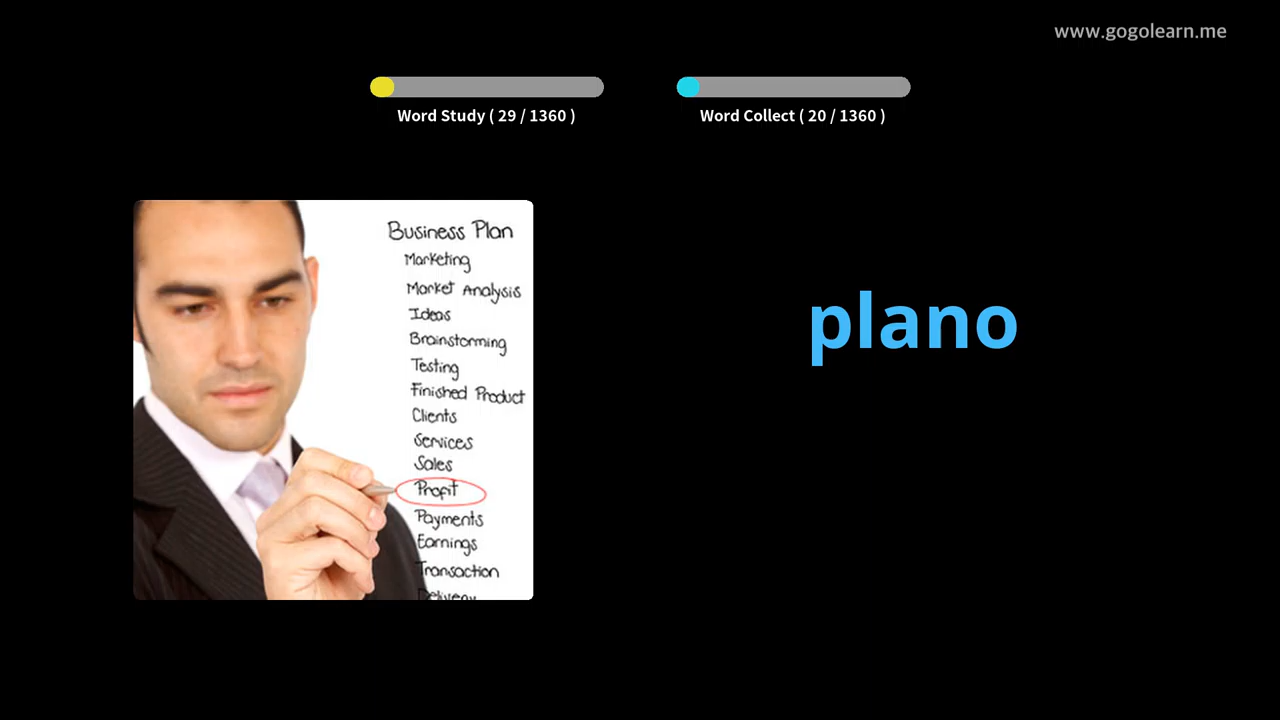 www.gogolearn.me
Word Study ( 29 / 1360 )
Word Collect ( 20 / 1360 )
Business Plan
Marketing
Market Analysis
Ideas
Brainstorming
Testing
Finished Product
Clients
Services
Sales
Profit
Payments
Earnings
Transaction
Delivery
plano